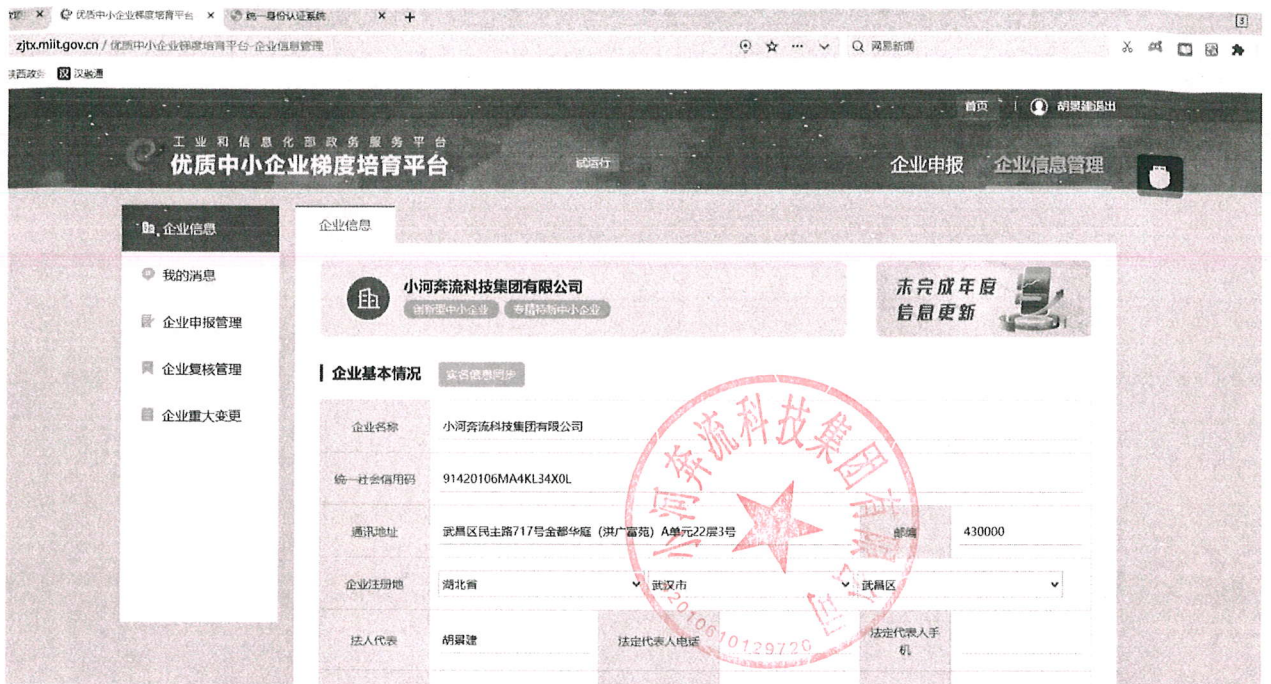 优质中小企业梯度培育平台 × 统一身份认证系统 × +
3
zjtx.miit.gov.cn / 优质中小企业梯度培育平台-企业信息管理
网易新闻
陕西政务 汉 汉融通
首页 | 胡景建退出
工业和信息化部政务服务平台
优质中小企业梯度培育平台
试运行
企业申报 企业信息管理
企业信息
我的消息
企业申报管理
企业复核管理
企业重大变更
企业信息
小河奔流科技集团有限公司
创新型中小企业 专精特新中小企业
未完成年度
信息更新
企业基本情况 实名信息同步
企业名称 小河奔流科技集团有限公司
统一社会信用码 91420106MA4KL34X0L
通讯地址 武昌区民主路717号金都华庭（洪广富苑）A单元22层3号 邮编 430000
企业注册地 湖北省 武汉市 武昌区
法人代表 胡景建 法定代表人电话 法定代表人手
机
小河奔流科技集团有限公司
42010610129720